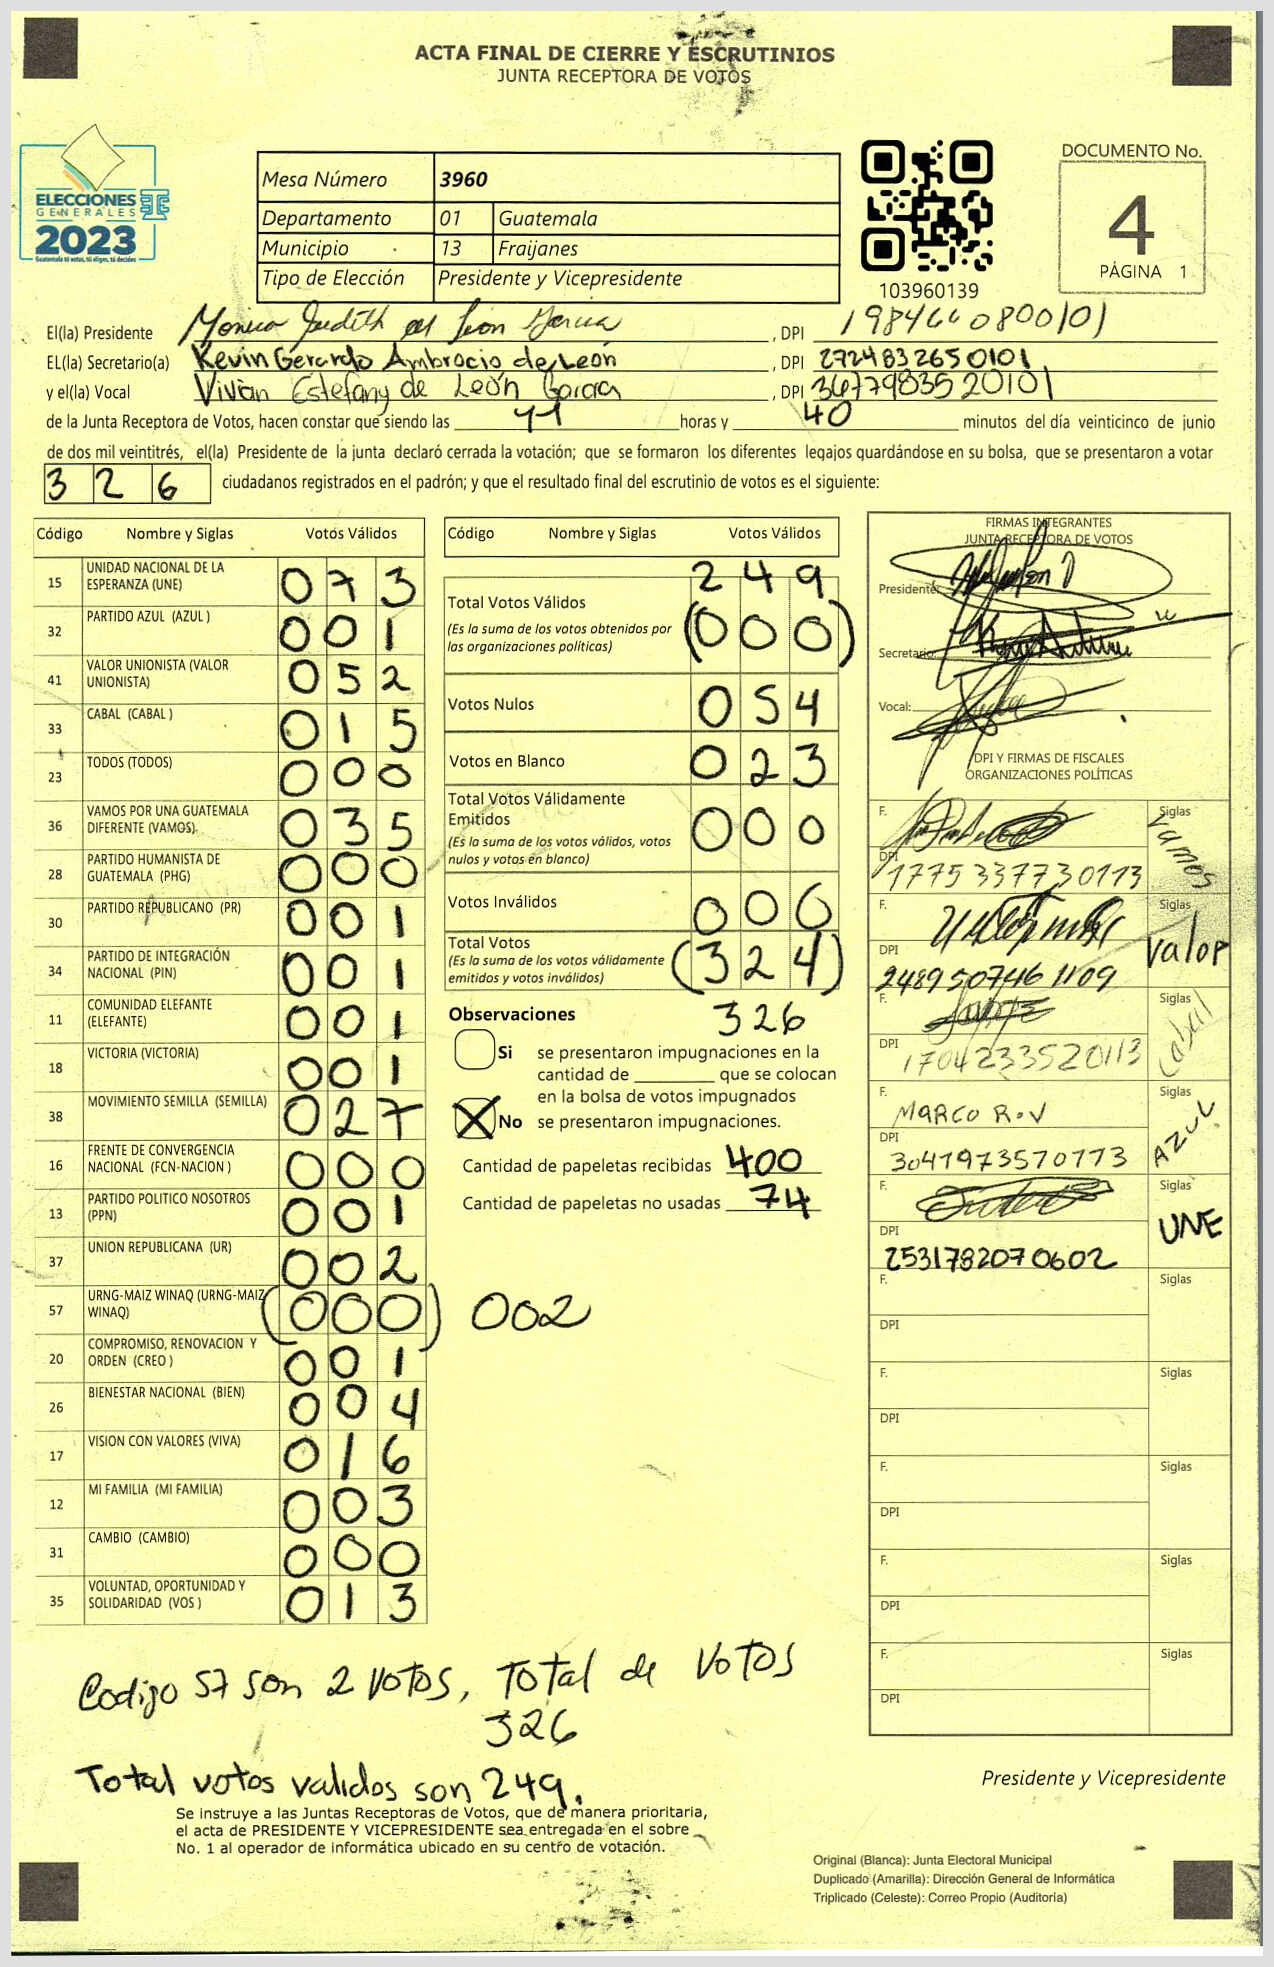 ACTA FINAL DE CIERRE Y ESCRUTINIOS
JUNTA RECEPTORA DE VOTOS
ELECCIONES
GENERALES
2023
Guatemala tú votas, tú eliges, tú decides
Mesa Número 3960
Departamento 01 Guatemala
Municipio 13 Fraijanes
Tipo de Elección Presidente y Vicepresidente
103960139
DOCUMENTO No.
4
PÁGINA 1
El(la) Presidente Monica Judith de Leon Garcia, DPI 1984660800101
EL(la) Secretario(a) Kevin Gerardo Ambrocio de León, DPI 2724832650101
y el(la) Vocal Vivian Estefany de León Garcia, DPI 3677983520101
de la Junta Receptora de Votos, hacen constar que siendo las horas y 40 minutos del día veinticinco de junio
de dos mil veintitrés, el(la) Presidente de la junta declaró cerrada la votación; que se formaron los diferentes legajos guardándose en su bolsa, que se presentaron a votar
3 2 6 ciudadanos registrados en el padrón; y que el resultado final del escrutinio de votos es el siguiente:
Código Nombre y Siglas Votos Válidos
15 UNIDAD NACIONAL DE LA ESPERANZA (UNE) 0 7 3
32 PARTIDO AZUL (AZUL ) 0 0 1
41 VALOR UNIONISTA (VALOR UNIONISTA) 0 5 2
33 CABAL (CABAL ) 0 1 5
23 TODOS (TODOS) 0 0 0
36 VAMOS POR UNA GUATEMALA DIFERENTE (VAMOS) 0 3 5
28 PARTIDO HUMANISTA DE GUATEMALA (PHG) 0 0 0
30 PARTIDO REPUBLICANO (PR) 0 0 1
34 PARTIDO DE INTEGRACIÓN NACIONAL (PIN) 0 0 1
11 COMUNIDAD ELEFANTE (ELEFANTE) 0 0 1
18 VICTORIA (VICTORIA) 0 0 1
38 MOVIMIENTO SEMILLA (SEMILLA) 0 2 7
16 FRENTE DE CONVERGENCIA NACIONAL (FCN-NACION ) 0 0 0
13 PARTIDO POLITICO NOSOTROS (PPN) 0 0 1
37 UNION REPUBLICANA (UR) 0 0 2
57 URNG-MAIZ WINAQ (URNG-MAIZ WINAQ) (0 0 0) 002
20 COMPROMISO, RENOVACION Y ORDEN (CREO ) 0 0 1
26 BIENESTAR NACIONAL (BIEN) 0 0 4
17 VISION CON VALORES (VIVA) 0 1 6
12 MI FAMILIA (MI FAMILIA) 0 0 3
31 CAMBIO (CAMBIO) 0 0 0
35 VOLUNTAD, OPORTUNIDAD Y SOLIDARIDAD (VOS ) 0 1 3
Código Nombre y Siglas Votos Válidos
2 4 9
Total Votos Válidos (0 0 0)
(Es la suma de los votos obtenidos por
las organizaciones políticas)
Votos Nulos 0 5 4
Votos en Blanco 0 2 3
Total Votos Válidamente
Emitidos 0 0 0
(Es la suma de los votos válidos, votos
nulos y votos en blanco)
Votos Inválidos 0 0 0
Total Votos (3 2 4)
(Es la suma de los votos válidamente
emitidos y votos inválidos)
Observaciones 326
Si se presentaron impugnaciones en la
cantidad de que se colocan
en la bolsa de votos impugnados
X No se presentaron impugnaciones.
Cantidad de papeletas recibidas 400
Cantidad de papeletas no usadas 74
FIRMAS INTEGRANTES
JUNTA RECEPTORA DE VOTOS
Presidente:
Secretario:
Vocal:
DPI Y FIRMAS DE FISCALES
ORGANIZACIONES POLÍTICAS
F. Siglas Vamos
DPI 1775 337730113
F. Siglas Valor
DPI 2489507461109
F. Siglas Cabal
DPI 1704233520113
F. MARCO R.V Siglas AZUL
DPI 3041973570113
F. Siglas UNE
DPI 2531782070602
F. Siglas
DPI
F. Siglas
DPI
F. Siglas
DPI
F. Siglas
DPI
F. Siglas
DPI
Codigo 57 son 2 votos, Total de votos
326
Total votos validos son 249.
Se instruye a las Juntas Receptoras de Votos, que de manera prioritaria,
el acta de PRESIDENTE Y VICEPRESIDENTE sea entregada en el sobre
No. 1 al operador de informática ubicado en su centro de votación.
Presidente y Vicepresidente
Original (Blanca): Junta Electoral Municipal
Duplicado (Amarilla): Dirección General de Informática
Triplicado (Celeste): Correo Propio (Auditoría)